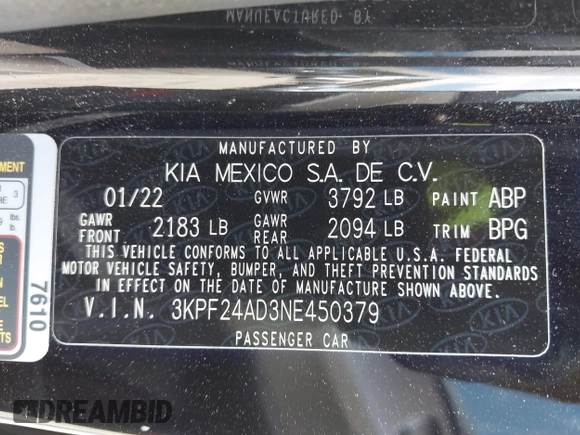 MANUFACTURED BY
MANUFACTURED BY
KIA MEXICO S.A. DE C.V.
01/22 GVWR 3792 LB PAINT ABP
GAWR FRONT 2183 LB GAWR REAR 2094 LB TRIM BPG
THIS VEHICLE CONFORMS TO ALL APPLICABLE U.S.A. FEDERAL
MOTOR VEHICLE SAFETY, BUMPER, AND THEFT PREVENTION STANDARDS
IN EFFECT ON THE DATE OF MANUFACTURE SHOWN ABOVE.
V.I.N. 3KPF24AD3NE450379
PASSENGER CAR
7610
DREAMBID